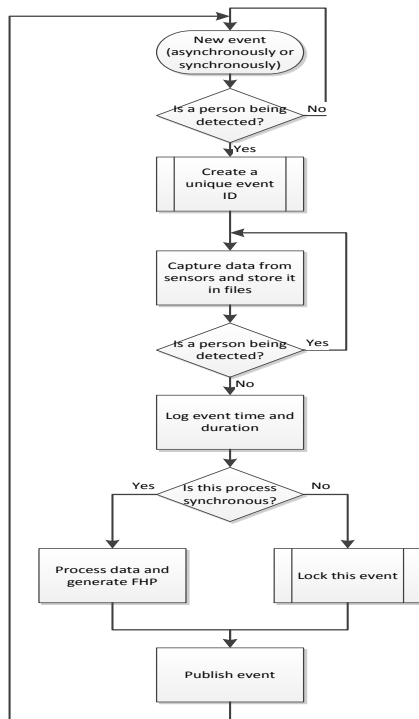 New event
(asynchronously or
synchronously)
Is a person being
detected?
No
Yes
Create a
unique event
ID
Capture data from
sensors and store it
in files
Is a person being
detected?
Yes
No
Log event time and
duration
Is this process
synchronous?
Yes
No
Process data and
generate FHP
Lock this event
Publish event